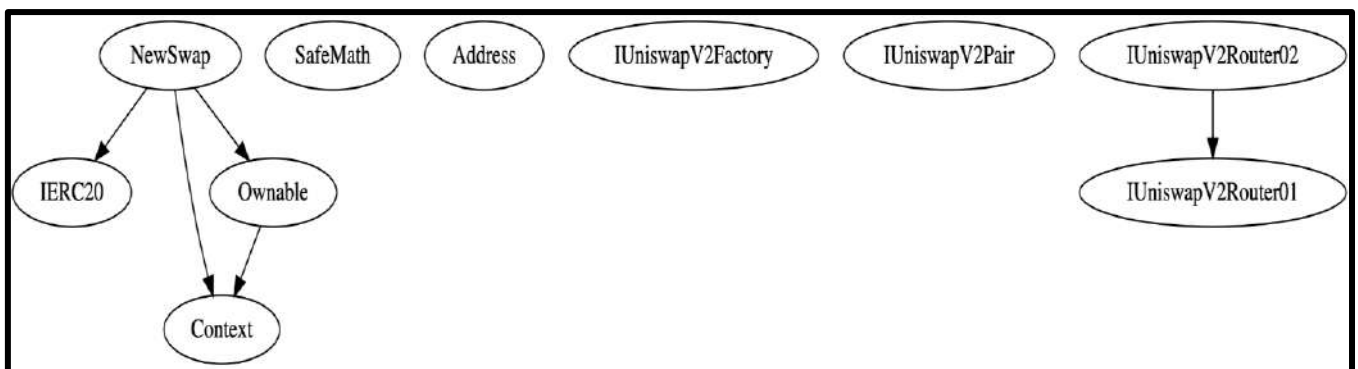 NewSwap SafeMath Address IUniswapV2Factory IUniswapV2Pair IUniswapV2Router02
IERC20 Ownable IUniswapV2Router01
Context